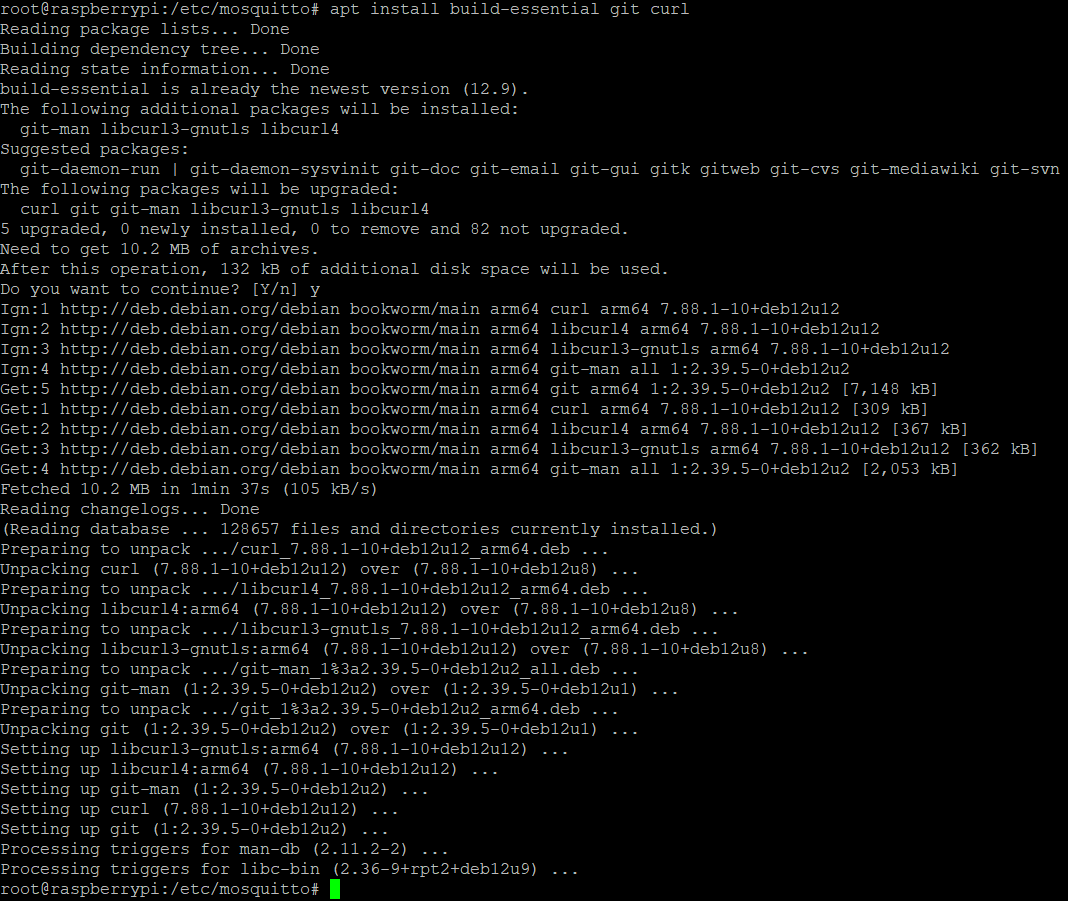 root@raspberrypi:/etc/mosquitto# apt install build-essential git curl
Reading package lists... Done
Building dependency tree... Done
Reading state information... Done
build-essential is already the newest version (12.9).
The following additional packages will be installed:
  git-man libcurl3-gnutls libcurl4
Suggested packages:
  git-daemon-run | git-daemon-sysvinit git-doc git-email git-gui gitk gitweb git-cvs git-mediawiki git-svn
The following packages will be upgraded:
  curl git git-man libcurl3-gnutls libcurl4
5 upgraded, 0 newly installed, 0 to remove and 82 not upgraded.
Need to get 10.2 MB of archives.
After this operation, 132 kB of additional disk space will be used.
Do you want to continue? [Y/n] y
Ign:1 http://deb.debian.org/debian bookworm/main arm64 curl arm64 7.88.1-10+deb12u12
Ign:2 http://deb.debian.org/debian bookworm/main arm64 libcurl4 arm64 7.88.1-10+deb12u12
Ign:3 http://deb.debian.org/debian bookworm/main arm64 libcurl3-gnutls arm64 7.88.1-10+deb12u12
Ign:4 http://deb.debian.org/debian bookworm/main arm64 git-man all 1:2.39.5-0+deb12u2
Get:5 http://deb.debian.org/debian bookworm/main arm64 git arm64 1:2.39.5-0+deb12u2 [7,148 kB]
Get:1 http://deb.debian.org/debian bookworm/main arm64 curl arm64 7.88.1-10+deb12u12 [309 kB]
Get:2 http://deb.debian.org/debian bookworm/main arm64 libcurl4 arm64 7.88.1-10+deb12u12 [367 kB]
Get:3 http://deb.debian.org/debian bookworm/main arm64 libcurl3-gnutls arm64 7.88.1-10+deb12u12 [362 kB]
Get:4 http://deb.debian.org/debian bookworm/main arm64 git-man all 1:2.39.5-0+deb12u2 [2,053 kB]
Fetched 10.2 MB in 1min 37s (105 kB/s)
Reading changelogs... Done
(Reading database ... 128657 files and directories currently installed.)
Preparing to unpack .../curl_7.88.1-10+deb12u12_arm64.deb ...
Unpacking curl (7.88.1-10+deb12u12) over (7.88.1-10+deb12u8) ...
Preparing to unpack .../libcurl4_7.88.1-10+deb12u12_arm64.deb ...
Unpacking libcurl4:arm64 (7.88.1-10+deb12u12) over (7.88.1-10+deb12u8) ...
Preparing to unpack .../libcurl3-gnutls_7.88.1-10+deb12u12_arm64.deb ...
Unpacking libcurl3-gnutls:arm64 (7.88.1-10+deb12u12) over (7.88.1-10+deb12u8) ...
Preparing to unpack .../git-man_1%3a2.39.5-0+deb12u2_all.deb ...
Unpacking git-man (1:2.39.5-0+deb12u2) over (1:2.39.5-0+deb12u1) ...
Preparing to unpack .../git_1%3a2.39.5-0+deb12u2_arm64.deb ...
Unpacking git (1:2.39.5-0+deb12u2) over (1:2.39.5-0+deb12u1) ...
Setting up libcurl3-gnutls:arm64 (7.88.1-10+deb12u12) ...
Setting up libcurl4:arm64 (7.88.1-10+deb12u12) ...
Setting up git-man (1:2.39.5-0+deb12u2) ...
Setting up curl (7.88.1-10+deb12u12) ...
Setting up git (1:2.39.5-0+deb12u2) ...
Processing triggers for man-db (2.11.2-2) ...
Processing triggers for libc-bin (2.36-9+rpt2+deb12u9) ...
root@raspberrypi:/etc/mosquitto#